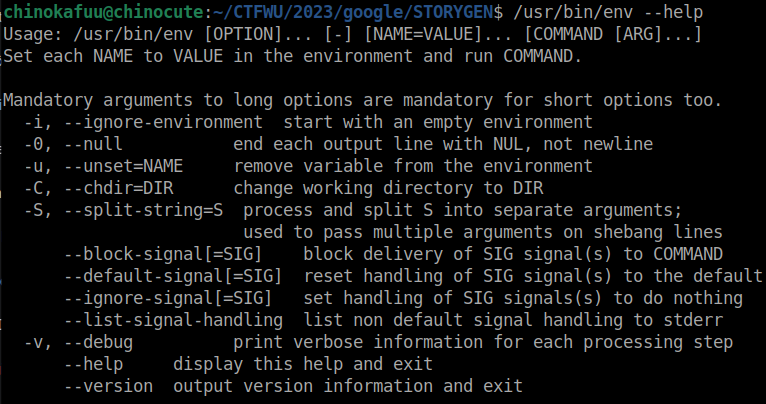 chinokafuu@chinocute:~/CTFWU/2023/google/STORYGEN$ /usr/bin/env --help
Usage: /usr/bin/env [OPTION]... [-] [NAME=VALUE]... [COMMAND [ARG]...]
Set each NAME to VALUE in the environment and run COMMAND.

Mandatory arguments to long options are mandatory for short options too.
  -i, --ignore-environment  start with an empty environment
  -0, --null           end each output line with NUL, not newline
  -u, --unset=NAME     remove variable from the environment
  -C, --chdir=DIR      change working directory to DIR
  -S, --split-string=S  process and split S into separate arguments;
                        used to pass multiple arguments on shebang lines
      --block-signal[=SIG]    block delivery of SIG signal(s) to COMMAND
      --default-signal[=SIG]  reset handling of SIG signal(s) to the default
      --ignore-signal[=SIG]   set handling of SIG signals(s) to do nothing
      --list-signal-handling  list non default signal handling to stderr
  -v, --debug          print verbose information for each processing step
      --help     display this help and exit
      --version  output version information and exit